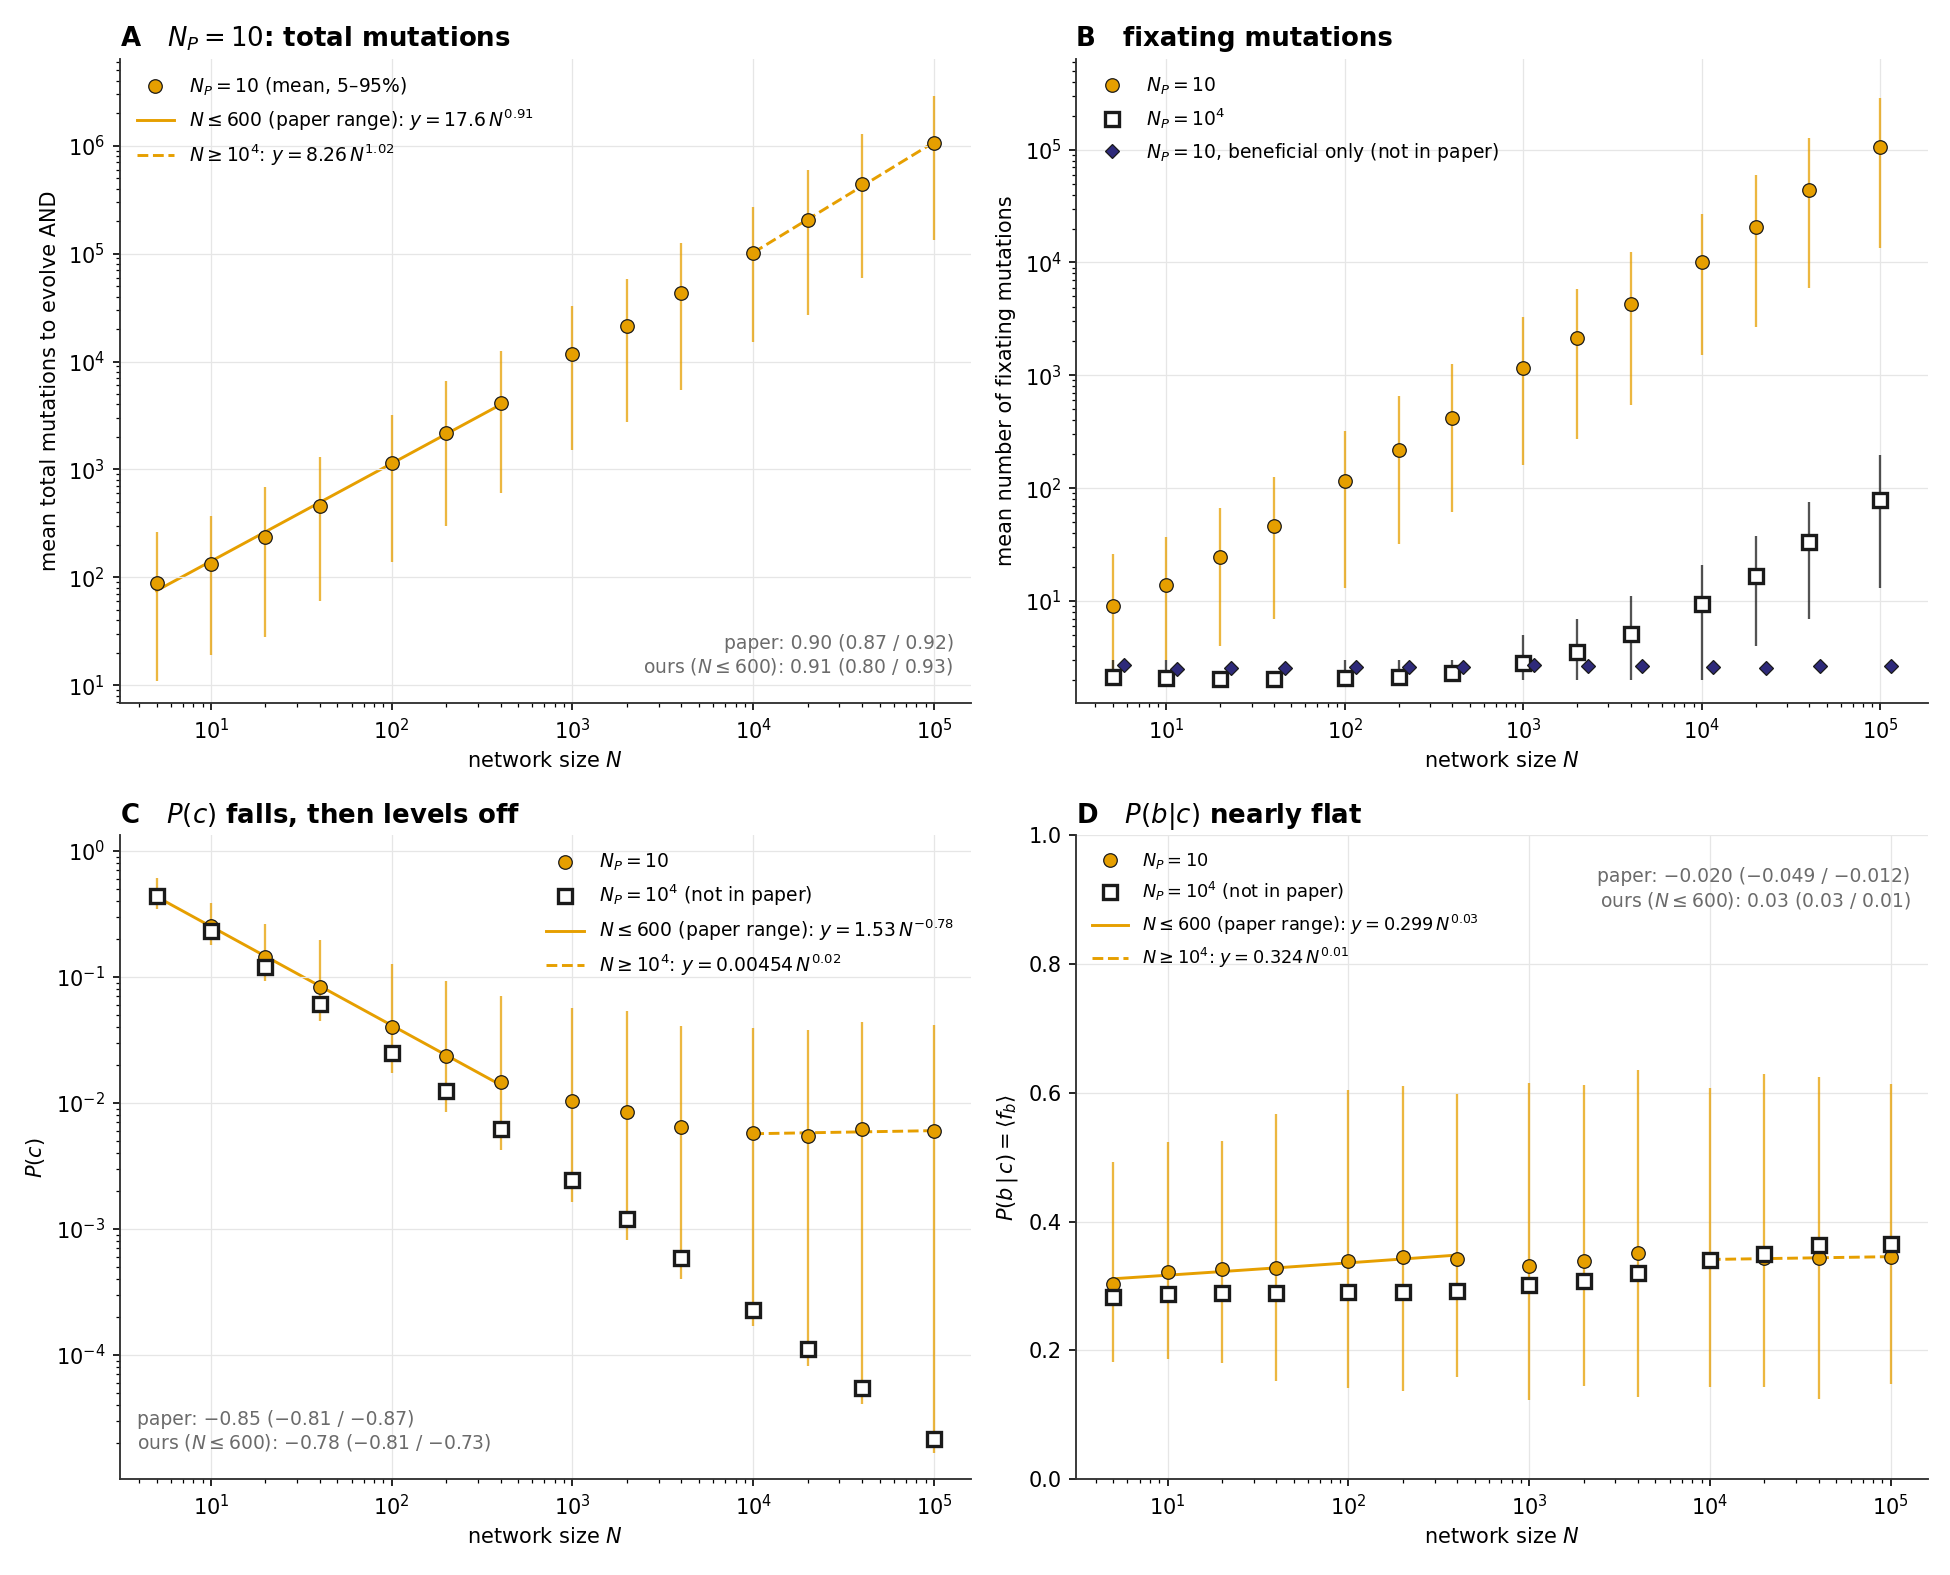 A N_P = 10: total mutations
N_P = 10 (mean, 5–95%)
N ≤ 600 (paper range): y = 17.6 N^0.91
N ≥ 10^4: y = 8.26 N^1.02
10^6
10^5
10^4
10^3
10^2
10^1
mean total mutations to evolve AND
paper: 0.90 (0.87 / 0.92)
ours (N ≤ 600): 0.91 (0.80 / 0.93)
10^1 10^2 10^3 10^4 10^5
network size N
B fixating mutations
N_P = 10
N_P = 10^4
N_P = 10, beneficial only (not in paper)
10^5
10^4
10^3
10^2
10^1
mean number of fixating mutations
10^1 10^2 10^3 10^4 10^5
network size N
C P(c) falls, then levels off
N_P = 10
N_P = 10^4 (not in paper)
N ≤ 600 (paper range): y = 1.53 N^−0.78
N ≥ 10^4: y = 0.00454 N^0.02
10^0
10^−1
10^−2
10^−3
10^−4
P(c)
paper: −0.85 (−0.81 / −0.87)
ours (N ≤ 600): −0.78 (−0.81 / −0.73)
10^1 10^2 10^3 10^4 10^5
network size N
D P(b|c) nearly flat
N_P = 10
N_P = 10^4 (not in paper)
N ≤ 600 (paper range): y = 0.299 N^0.03
N ≥ 10^4: y = 0.324 N^0.01
paper: −0.020 (−0.049 / −0.012)
ours (N ≤ 600): 0.03 (0.03 / 0.01)
1.0
0.8
0.6
0.4
0.2
0.0
P(b | c) = ⟨f_b⟩
10^1 10^2 10^3 10^4 10^5
network size N